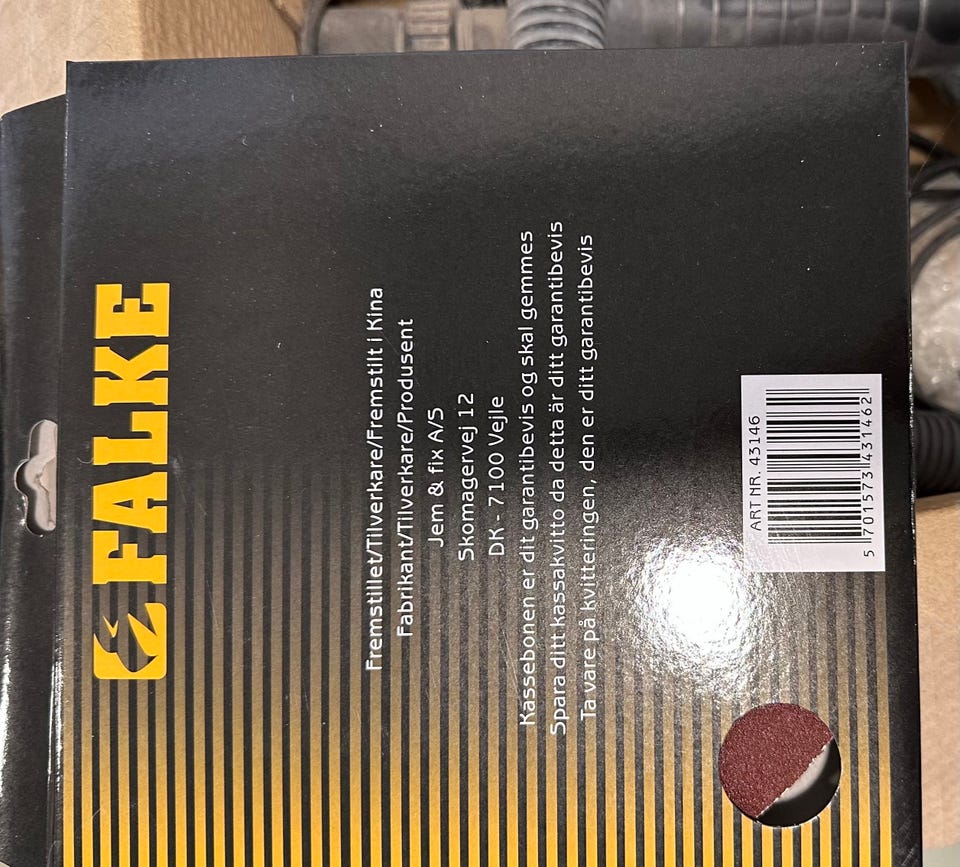 FALKE
Fremstillet/Tilverkare/Fremstilt i Kina
Fabrikant/Tilverkare/Produsent
Jem & fix A/S
Skomagervej 12
DK - 7100 Vejle
Kassebonen er dit garantibevis og skal gemmes
Spara ditt kassakvitto da detta är ditt garantibevis
Ta vare på kvitteringen, den er ditt garantibevis
ART NR. 43146
5 701573 431462